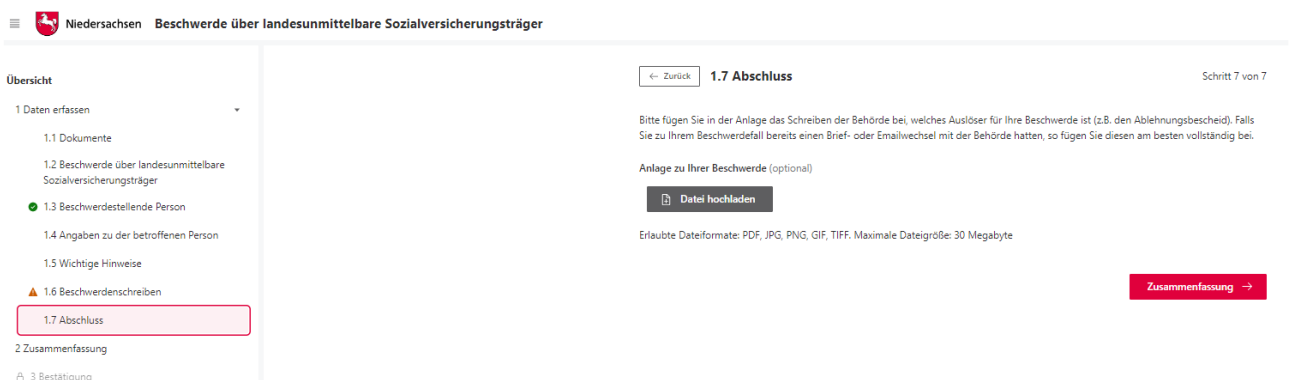 Niedersachsen Beschwerde über landesunmittelbare Sozialversicherungsträger
Übersicht
1 Daten erfassen
1.1 Dokumente
1.2 Beschwerde über landesunmittelbare
Sozialversicherungsträger
1.3 Beschwerdestellende Person
1.4 Angaben zu der betroffenen Person
1.5 Wichtige Hinweise
1.6 Beschwerdenschreiben
1.7 Abschluss
2 Zusammenfassung
3 Bestätigung
← Zurück 1.7 Abschluss Schritt 7 von 7
Bitte fügen Sie in der Anlage das Schreiben der Behörde bei, welches Auslöser für Ihre Beschwerde ist (z.B. den Ablehnungsbescheid). Falls
Sie zu Ihrem Beschwerdefall bereits einen Brief- oder Emailwechsel mit der Behörde hatten, so fügen Sie diesen am besten vollständig bei.
Anlage zu Ihrer Beschwerde (optional)
Datei hochladen
Erlaubte Dateiformate: PDF, JPG, PNG, GIF, TIFF. Maximale Dateigröße: 30 Megabyte
Zusammenfassung →